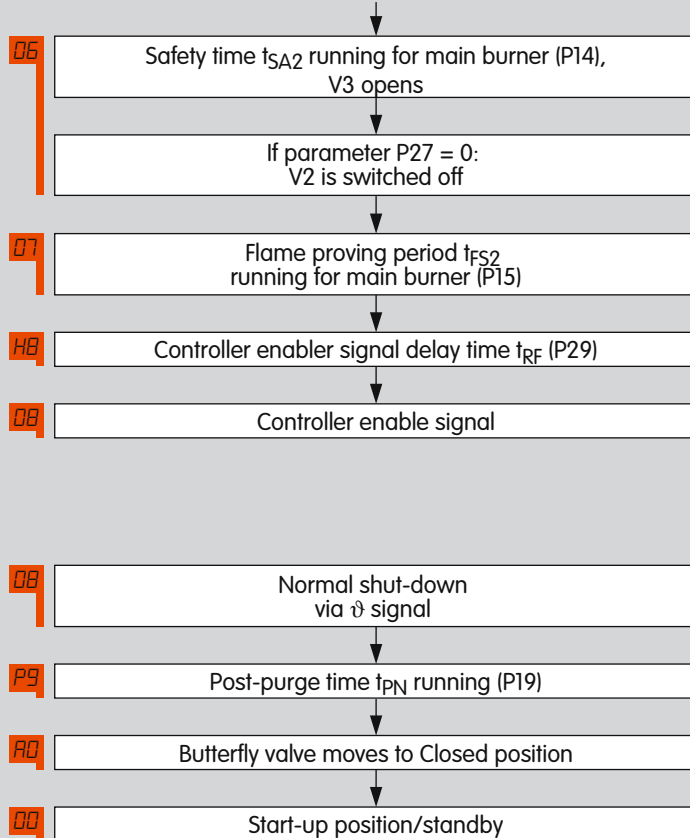 06
Safety time tSA2 running for main burner (P14),
V3 opens
If parameter P27 = 0:
V2 is switched off
07
Flame proving period tFS2
running for main burner (P15)
H8
Controller enabler signal delay time tRF (P29)
08
Controller enable signal
08
Normal shut-down
via ϑ signal
P9
Post-purge time tPN running (P19)
A0
Butterfly valve moves to Closed position
00
Start-up position/standby